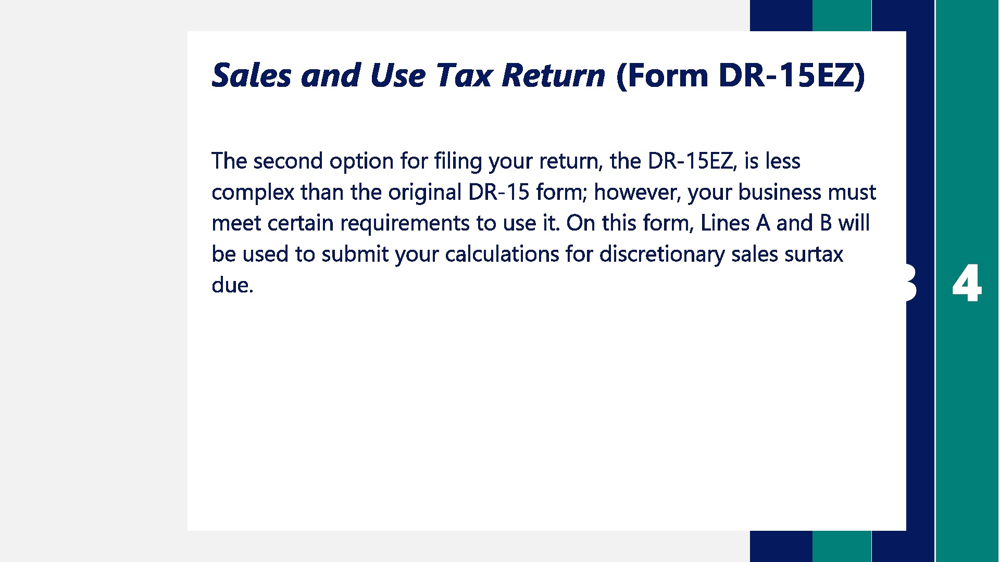 Sales and Use Tax Return (Form DR-15EZ)
The second option for filing your return, the DR-15EZ, is less
complex than the original DR-15 form; however, your business must
meet certain requirements to use it. On this form, Lines A and B will
be used to submit your calculations for discretionary sales surtax
due.
4